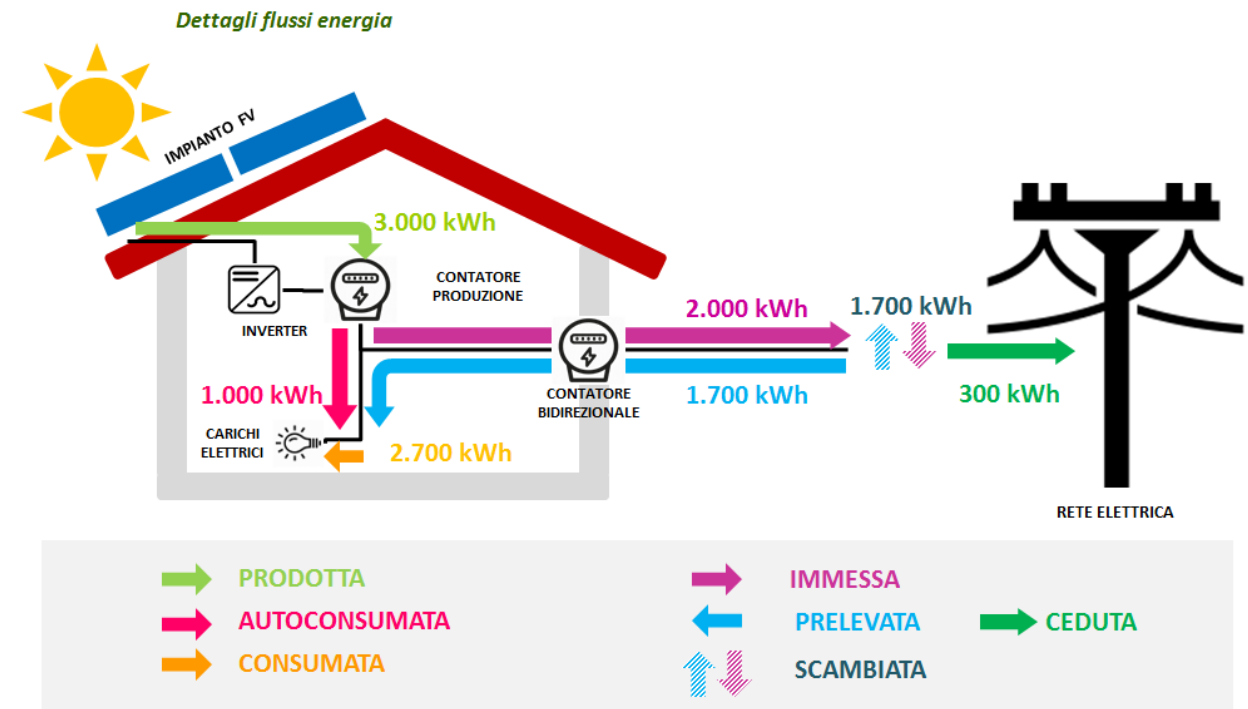 Dettagli flussi energia
IMPIANTO FV
3.000 kWh
CONTATORE
PRODUZIONE
INVERTER
2.000 kWh
1.700 kWh
1.000 kWh
CONTATORE
BIDIREZIONALE
1.700 kWh
300 kWh
CARICHI
ELETTRICI
2.700 kWh
RETE ELETTRICA
PRODOTTA
IMMESSA
AUTOCONSUMATA
PRELEVATA
CEDUTA
CONSUMATA
SCAMBIATA